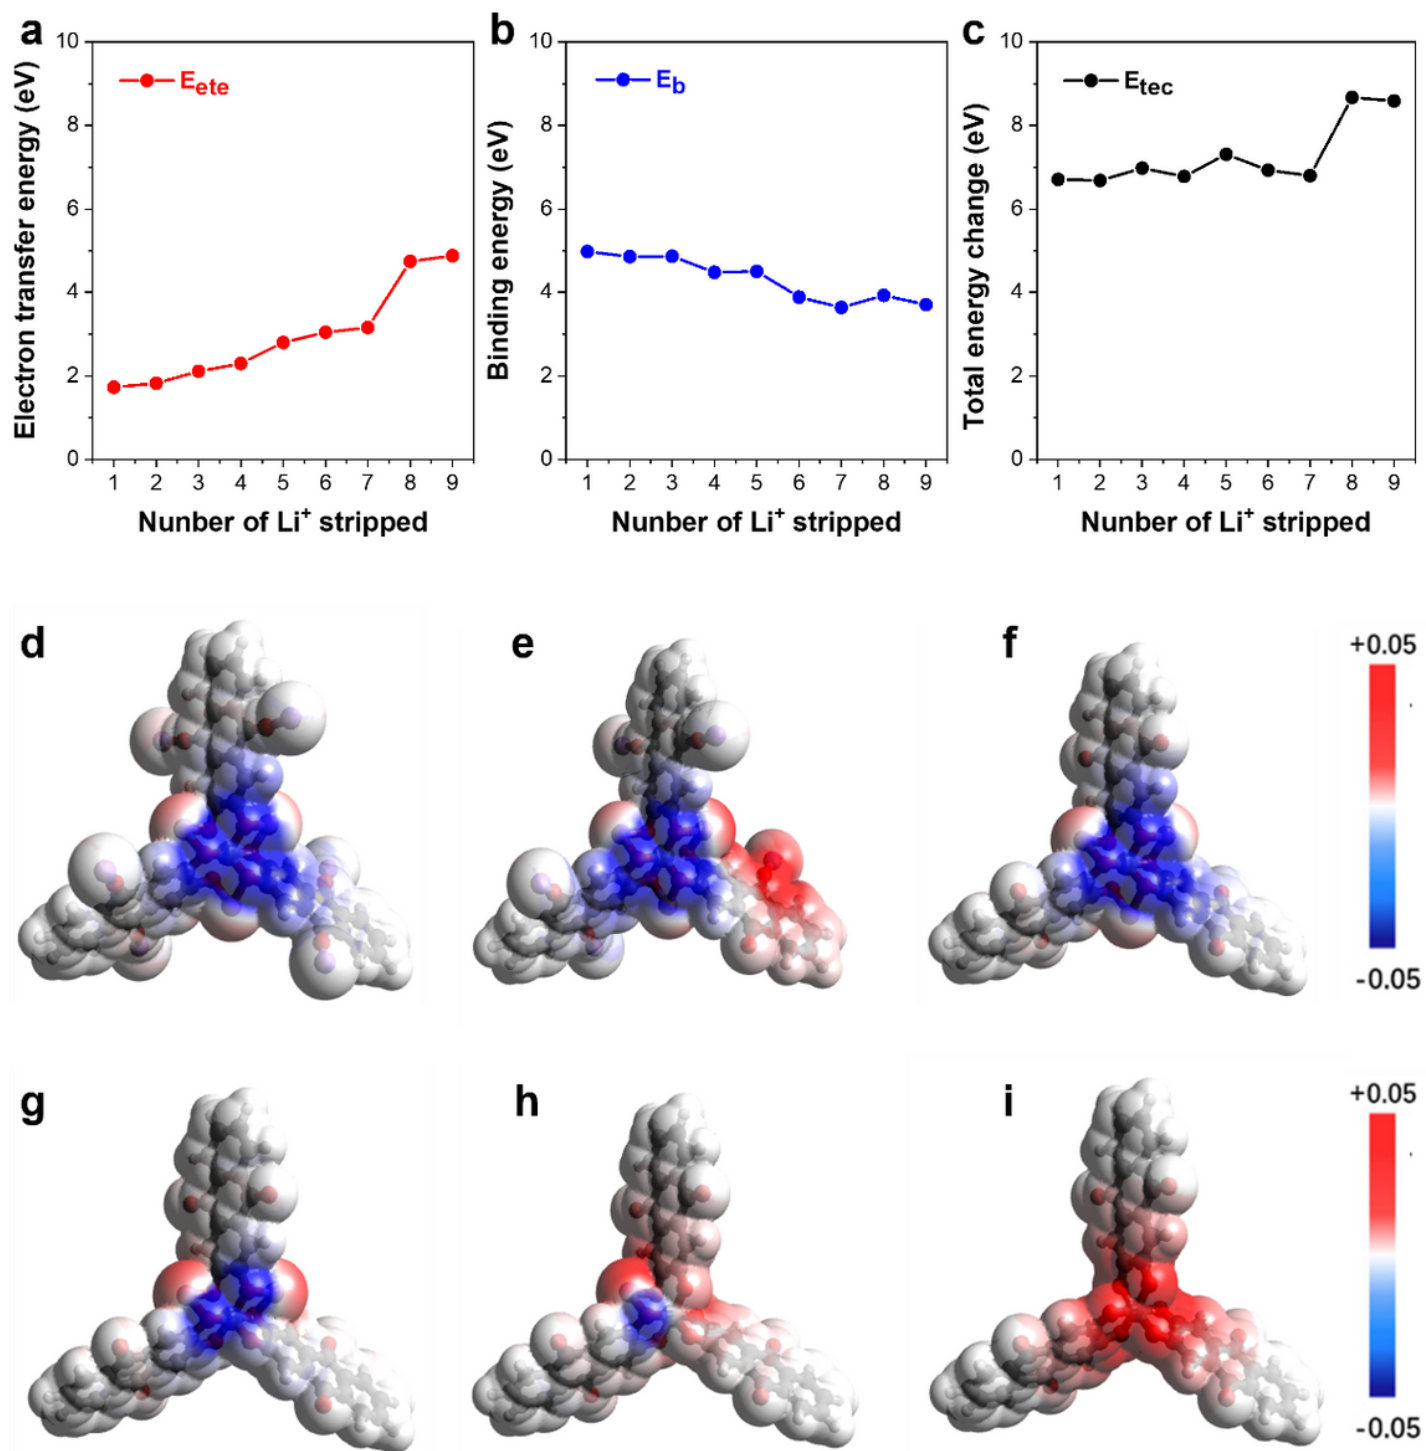 a
10
8
6
4
2
0
Electron transfer energy (eV)
E_ete
1 2 3 4 5 6 7 8 9
Nunber of Li⁺ stripped
b
10
8
6
4
2
0
Binding energy (eV)
E_b
1 2 3 4 5 6 7 8 9
Nunber of Li⁺ stripped
c
10
8
6
4
2
0
Total energy change (eV)
E_tec
1 2 3 4 5 6 7 8 9
Nunber of Li⁺ stripped
d
e
f
+0.05
-0.05
g
h
i
+0.05
-0.05